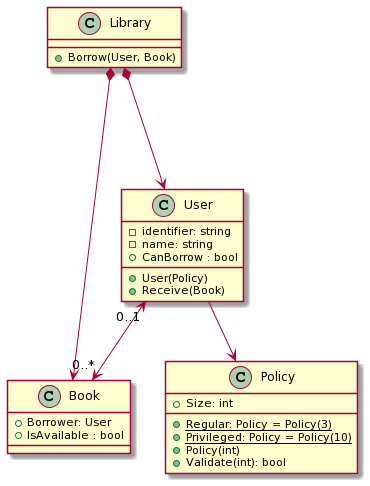 C Library
Borrow(User, Book)
C User
identifier: string
name: string
CanBorrow : bool
User(Policy)
Receive(Book)
0..1
0..*
C Book
Borrower: User
IsAvailable : bool
C Policy
Size: int
Regular: Policy = Policy(3)
Privileged: Policy = Policy(10)
Policy(int)
Validate(int): bool